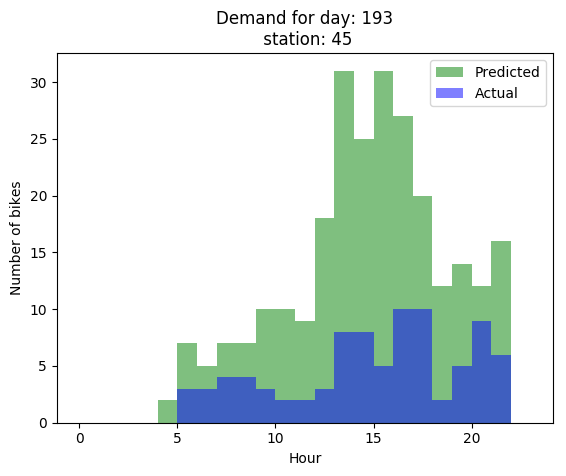 Demand for day: 193
station: 45
Predicted
Actual
Number of bikes
30
25
20
15
10
5
0
0
5
10
15
20
Hour